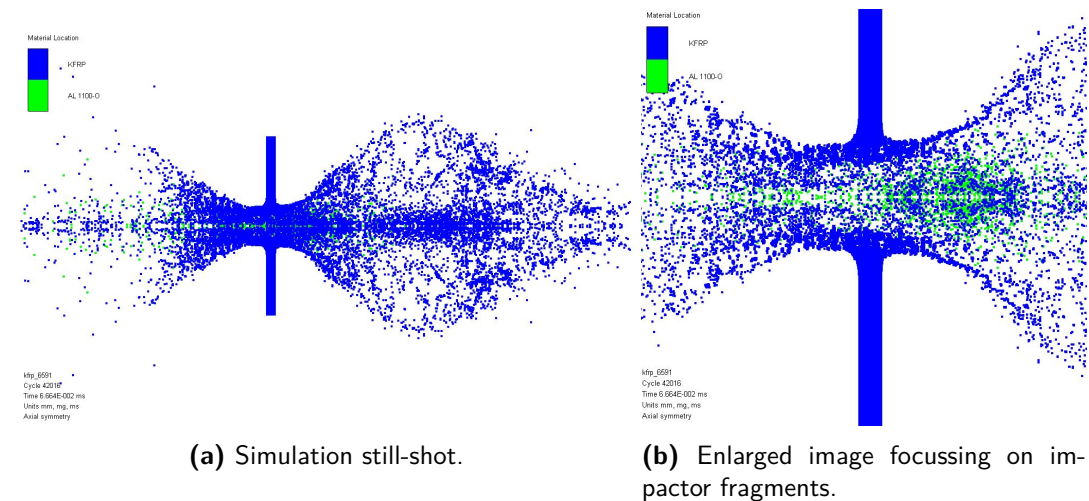 Material Location
KFRP
AL 1100-O
kfrp_6591
Cycle 42016
Time 6.664E-002 ms
Units mm, mg, ms
Axial symmetry
(a) Simulation still-shot.
Material Location
KFRP
AL 1100-O
kfrp_6591
Cycle 42016
Time 6.664E-002 ms
Units mm, mg, ms
Axial symmetry
(b) Enlarged image focussing on im-
pactor fragments.